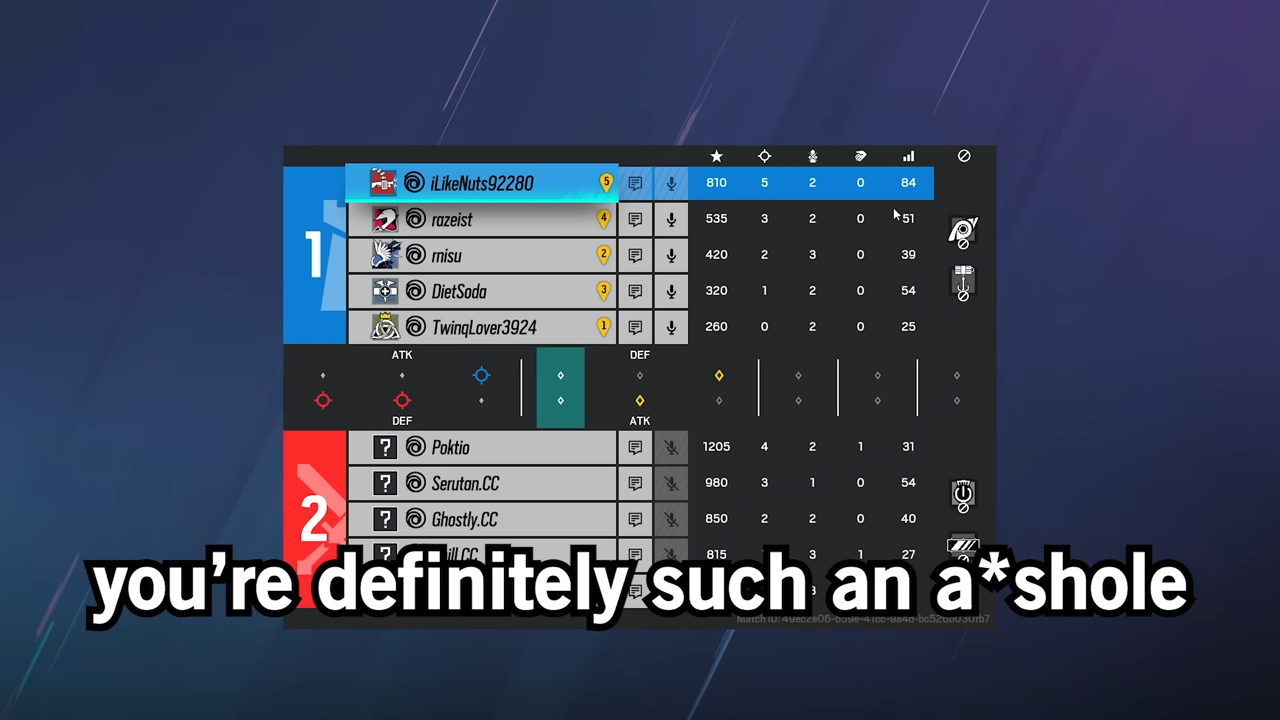 1
iLikeNuts92280 5 810 5 2 0 84
razeist 4 535 3 2 0 51
rnisu 2 420 2 3 0 39
DietSoda 3 320 1 2 0 54
TwinqLover3924 1 260 0 2 0 25
ATK DEF
DEF ATK
2
? Poktio 1205 4 2 1 31
? Serutan.CC 980 3 1 0 54
? Ghostly.CC 850 2 2 0 40
? 815 3 1 27
you're definitely such an a*shole